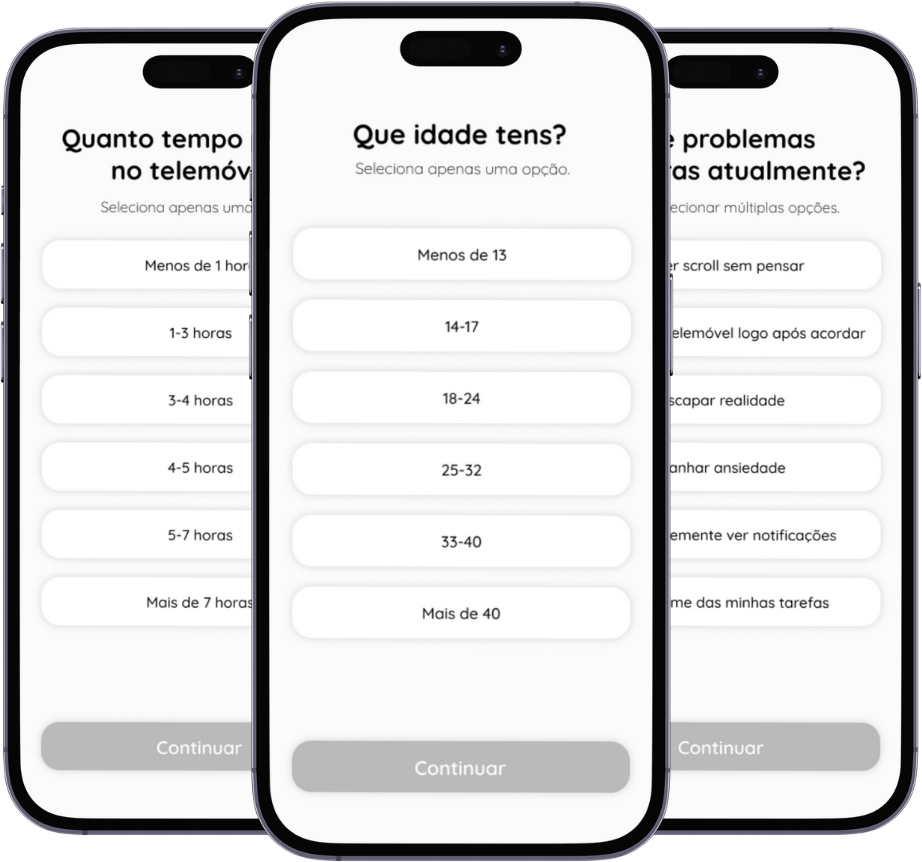 Quanto tempo
no telemóv
Seleciona apenas uma
Menos de 1 hor
1-3 horas
3-4 horas
4-5 horas
5-7 horas
Mais de 7 horas
Continuar
Que idade tens?
Seleciona apenas uma opção.
Menos de 13
14-17
18-24
25-32
33-40
Mais de 40
Continuar
problemas
ras atualmente?
ecionar múltiplas opções.
er scroll sem pensar
elemóvel logo após acordar
scapar realidade
anhar ansiedade
emente ver notificações
me das minhas tarefas
Continuar